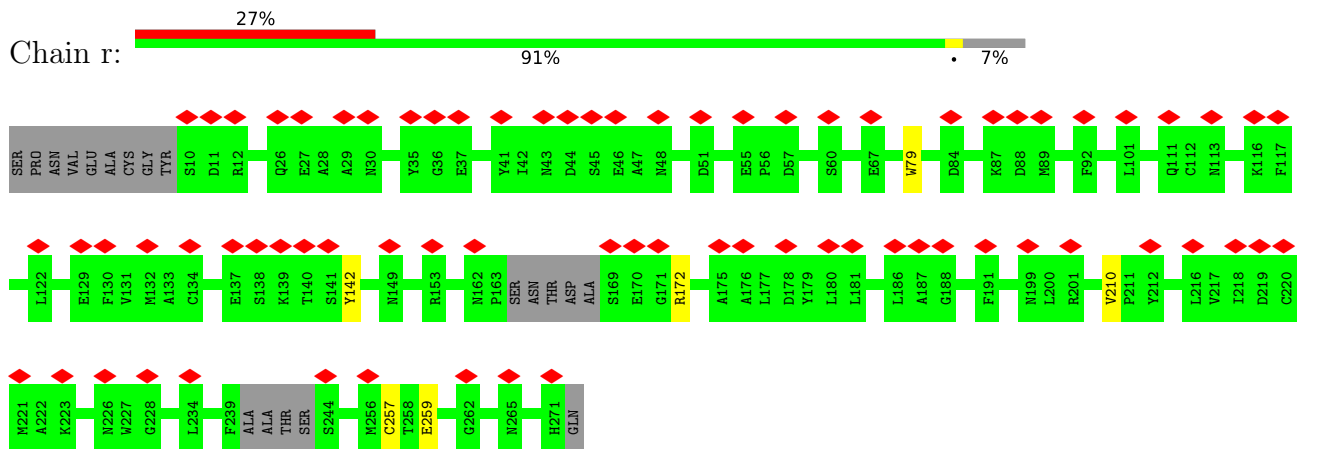 27%
Chain r:
91% • 7%
SER PRO ASN VAL GLU ALA CYS GLY TYR S10 D11 R12 Q26 E27 A28 A29 N30 Y35 G36 E37 Y41 I42 N43 D44 S45 E46 A47 N48 D51 E55 P56 D57 S60 E67 W79 D84 K87 D88 M89 F92 L101 Q111 C112 N113 K116 F117
L122 E129 F130 V131 M132 A133 C134 E137 S138 K139 T140 S141 Y142 N149 R153 N162 P163 SER ASN THR ASP ALA S169 E170 G171 R172 A175 A176 L177 D178 Y179 L180 L181 L186 A187 G188 F191 N199 L200 R201 V210 P211 Y212 L216 V217 I218 D219 C220
M221 A222 K223 N226 W227 G228 L234 F239 ALA ALA THR SER S244 M256 C257 T258 E259 G262 N265 H271 GLN